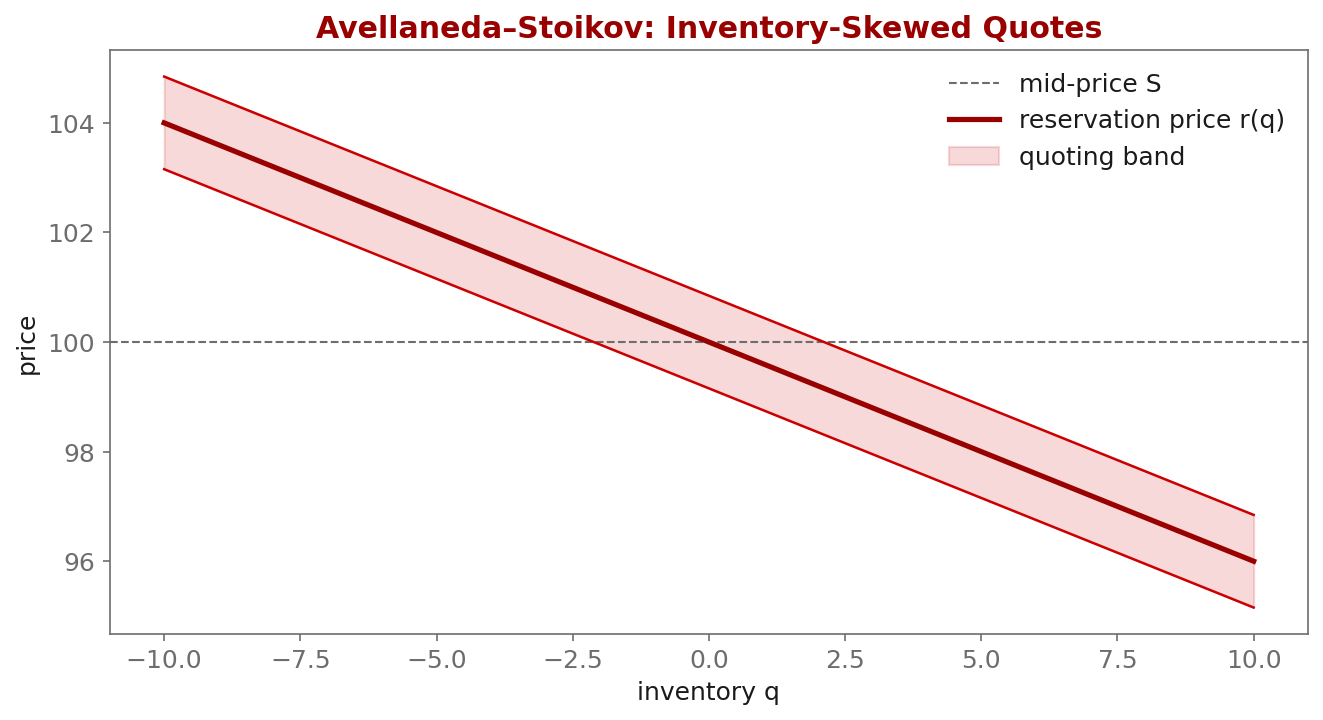 Avellaneda–Stoikov: Inventory-Skewed Quotes
mid-price S
reservation price r(q)
quoting band
price
104
102
100
98
96
−10.0
−7.5
−5.0
−2.5
0.0
2.5
5.0
7.5
10.0
inventory q